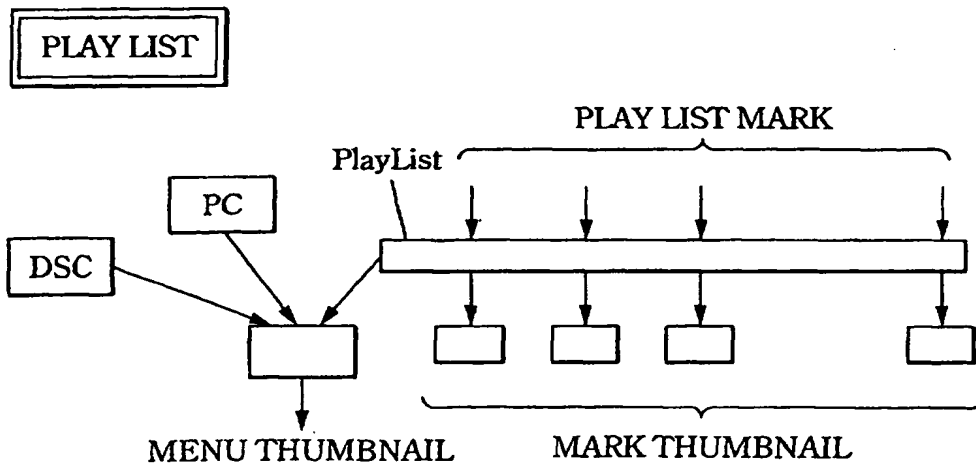 PLAY LIST
PLAY LIST MARK
PlayList
PC
DSC
MENU THUMBNAIL
MARK THUMBNAIL